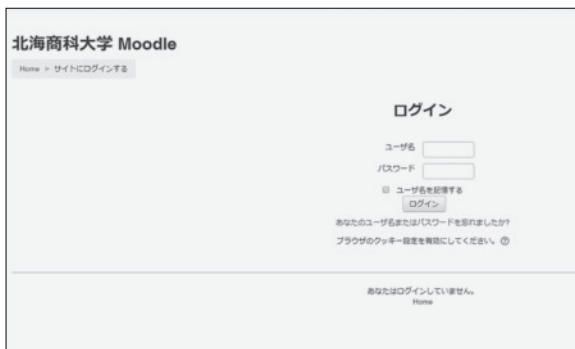 北海商科大学 Moodle
Home ► サイトにログインする
ログイン
ユーザ名
パスワード
ユーザ名を記憶する
ログイン
あなたのユーザ名またはパスワードを忘れましたか?
ブラウザのクッキー設定を有効にしてください。
あなたはログインしていません。
Home